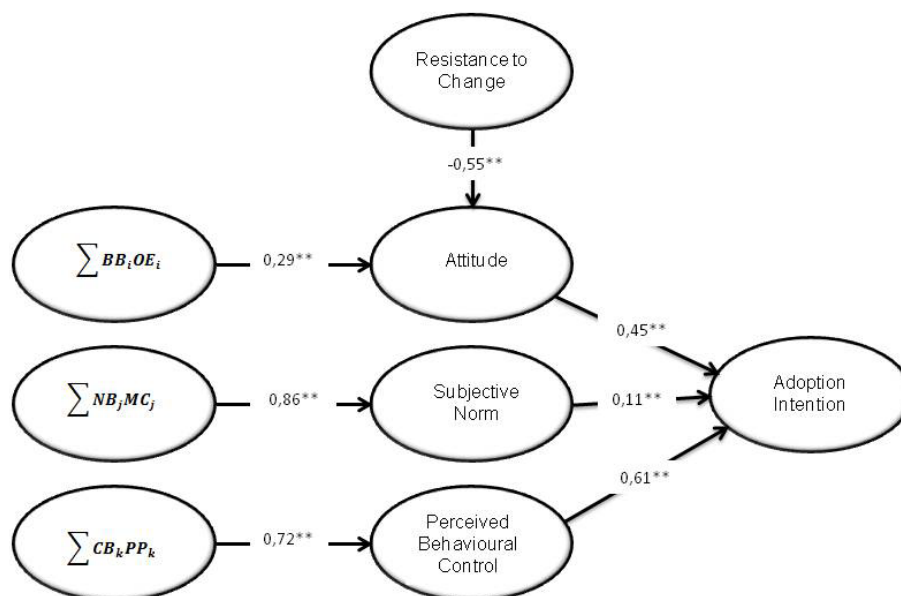 Resistance to
Change
-0,55**
∑ BBᵢOEᵢ
0,29**
Attitude
0,45**
∑ NBⱼMCⱼ
0,86**
Subjective
Norm
0,11**
Adoption
Intention
0,61**
∑ CBₖPPₖ
0,72**
Perceived
Behavioural
Control